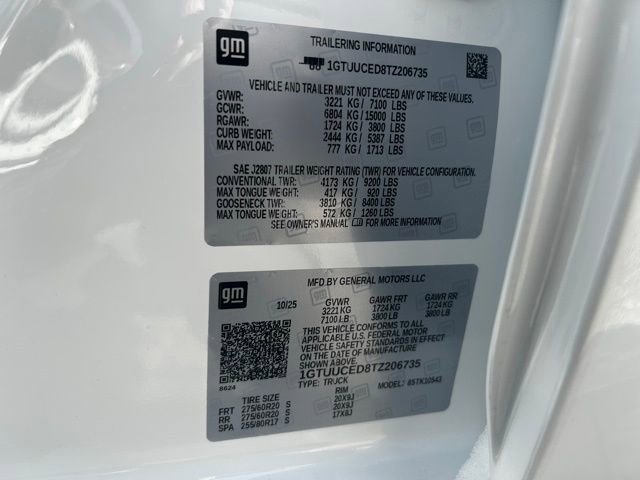 gm
TRAILERING INFORMATION
1GTUUCED8TZ206735
VEHICLE AND TRAILER MUST NOT EXCEED ANY OF THESE VALUES.
GVWR: 3221 KG / 7100 LBS
GCWR: 6804 KG / 15000 LBS
RGAWR: 1724 KG / 3800 LBS
CURB WEIGHT: 2444 KG / 5387 LBS
MAX PAYLOAD: 777 KG / 1713 LBS
SAE J2807 TRAILER WEIGHT RATING (TWR) FOR VEHICLE CONFIGURATION.
CONVENTIONAL TWR: 4173 KG / 9200 LBS
MAX TONGUE WEIGHT: 417 KG / 920 LBS
GOOSENECK TWR: 3810 KG / 8400 LBS
MAX TONGUE WEIGHT: 572 KG / 1260 LBS
SEE OWNER'S MANUAL FOR MORE INFORMATION
gm
MFD BY GENERAL MOTORS LLC
10/25 GVWR GAWR FRT GAWR RR
3221KG 1724 KG 1724 KG
7100LB 3800 LB 3800 LB
THIS VEHICLE CONFORMS TO ALL
APPLICABLE U.S. FEDERAL MOTOR
VEHICLE SAFETY STANDARDS IN EFFECT
ON THE DATE OF MANUFACTURE
SHOWN ABOVE.
1GTUUCED8TZ206735
8624 TYPE: TRUCK MODEL: 85TK10543
TIRE SIZE RIM
FRT 275/60R20 S 20X9J
RR 275/60R20 S 20X9J
SPA 255/80R17 S 17X8J